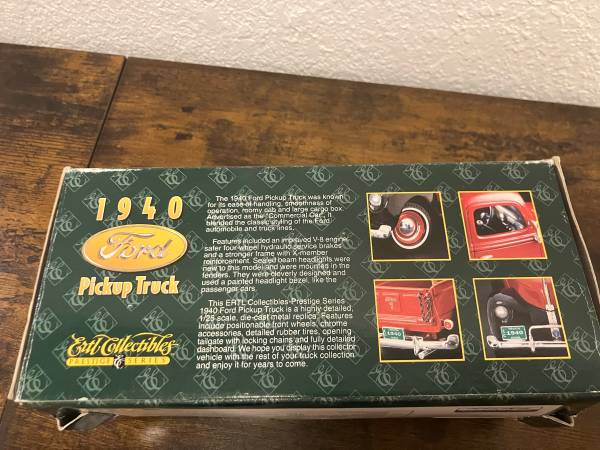 1940
Ford
Pickup Truck
Ertl Collectibles
PRESTIGE SERIES
The 1940 Ford Pickup Truck was known
for its ease of handling, smoothness of
operation, roomy cab and large cargo box.
Advertised as the "Commercial Car", it
blended the classic styling of the Ford
automobile and truck lines.
Features included an improved V-8 engine,
safer four wheel hydraulic service brakes
and a stronger frame with X-member
reinforcement. Sealed beam headlights were
new to this model and were mounted in the
fenders. They were cleverly designed and
used a painted headlight bezel, like the
passenger cars.
This ERTL Collectibles Prestige Series
1940 Ford Pickup Truck is a highly detailed,
1/25 scale, die-cast metal replica. Features
include positionable front wheels, chrome
accessories, detailed rubber tires, opening
tailgate with locking chains and fully detailed
dashboard. We hope you display this collector
vehicle with the rest of your truck collection
and enjoy it for years to come.
1940
1940